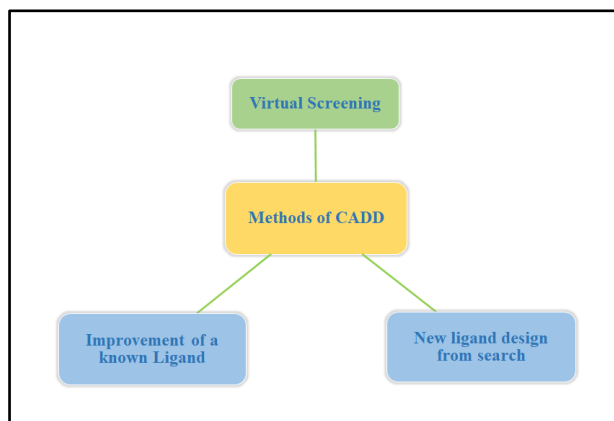 Virtual Screening
Methods of CADD
Improvement of a
known Ligand
New ligand design
from search